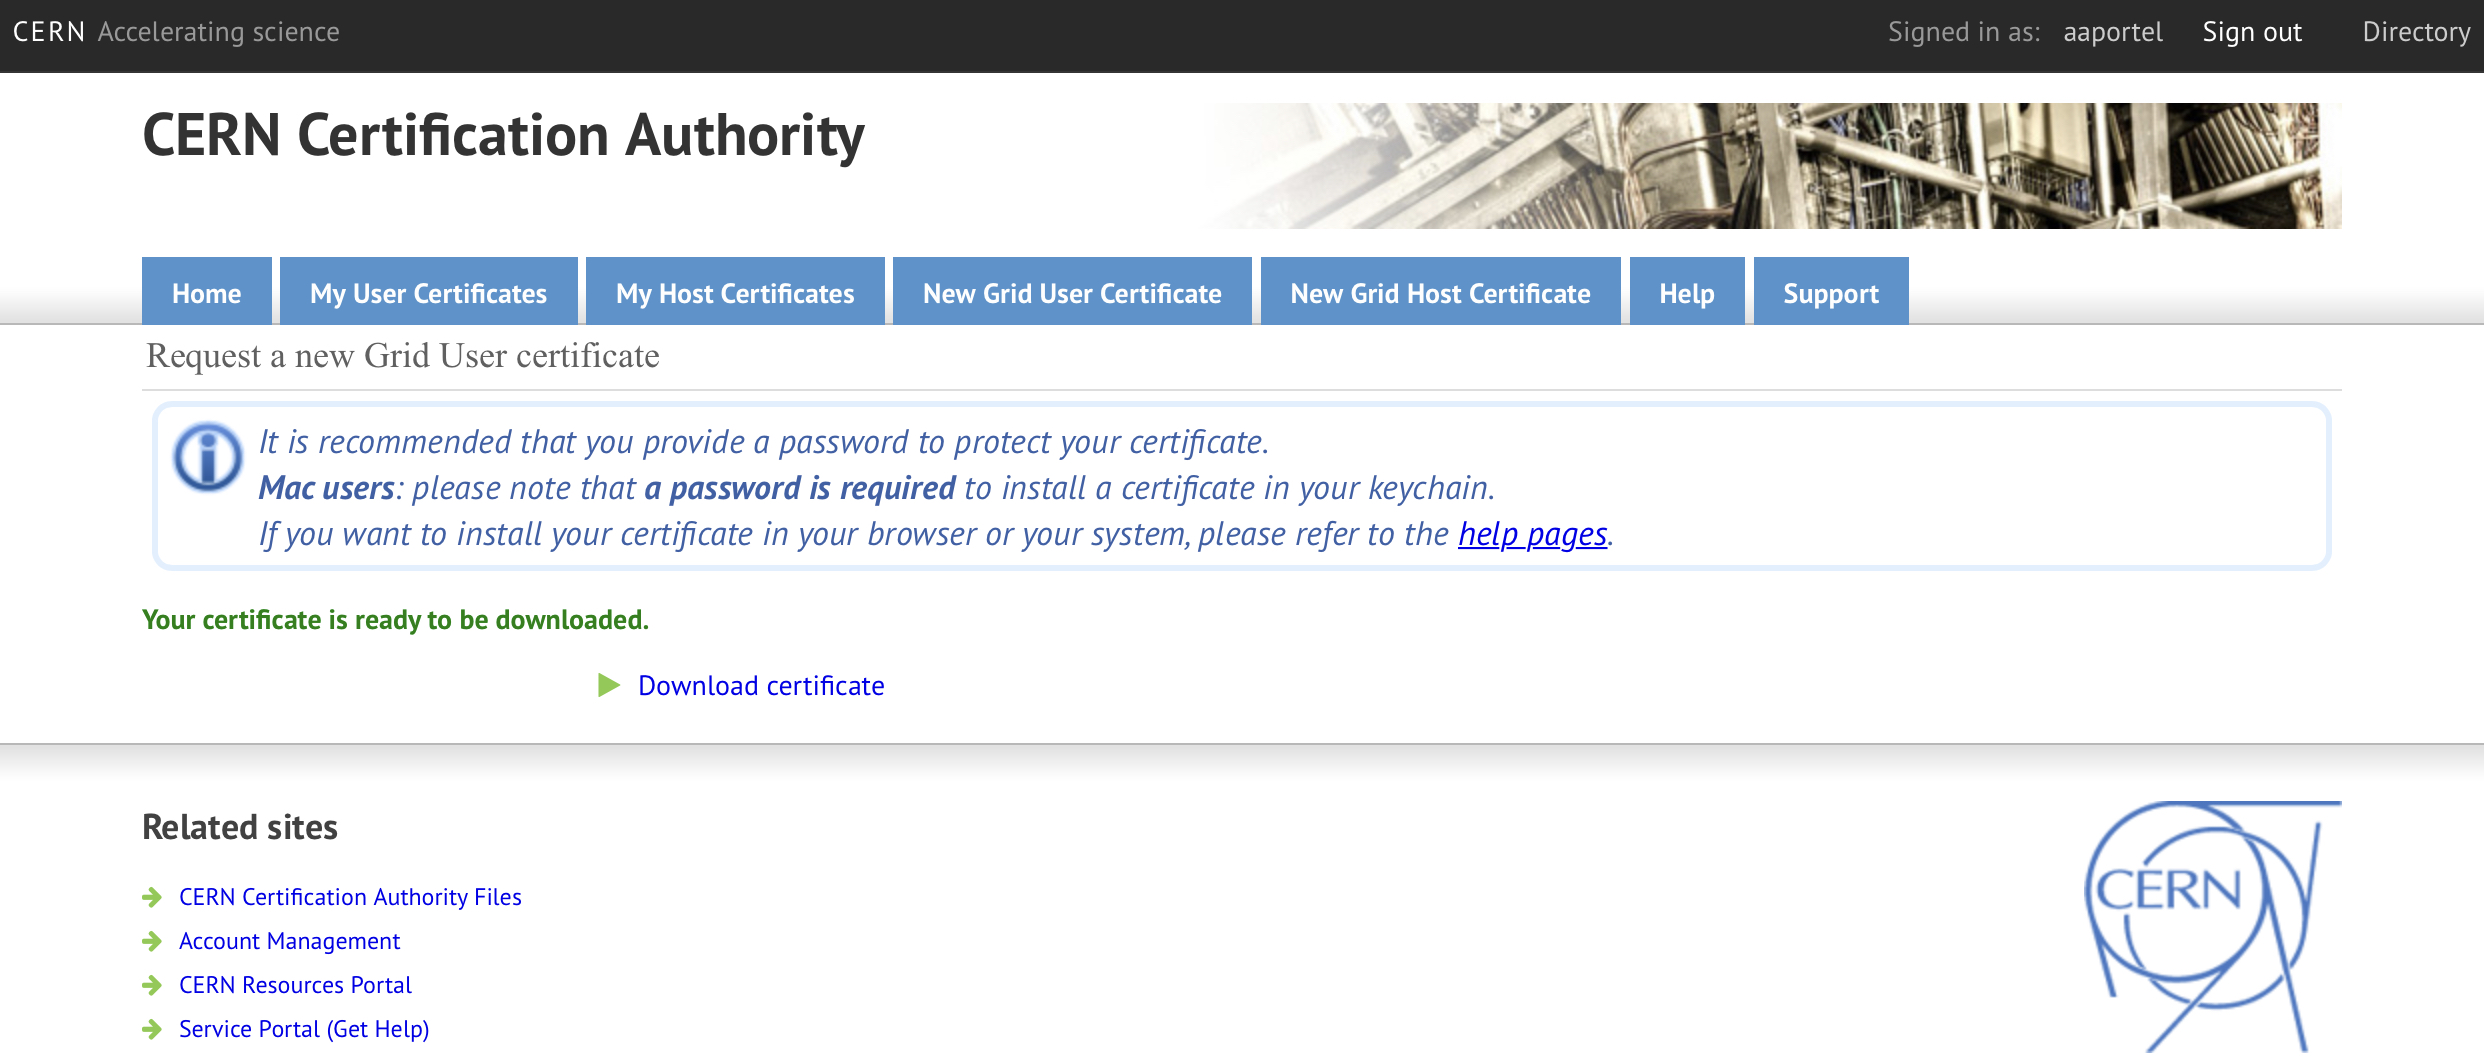 CERN Accelerating science
Signed in as: aaportel Sign out Directory
CERN Certification Authority
Home My User Certificates My Host Certificates New Grid User Certificate New Grid Host Certificate Help Support
Request a new Grid User certificate
It is recommended that you provide a password to protect your certificate.
Mac users: please note that a password is required to install a certificate in your keychain.
If you want to install your certificate in your browser or your system, please refer to the help pages.
Your certificate is ready to be downloaded.
Download certificate
Related sites
CERN Certification Authority Files
Account Management
CERN Resources Portal
Service Portal (Get Help)
CERN